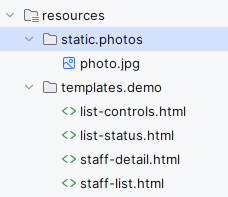 resources
static.photos
photo.jpg
templates.demo
list-controls.html
list-status.html
staff-detail.html
staff-list.html